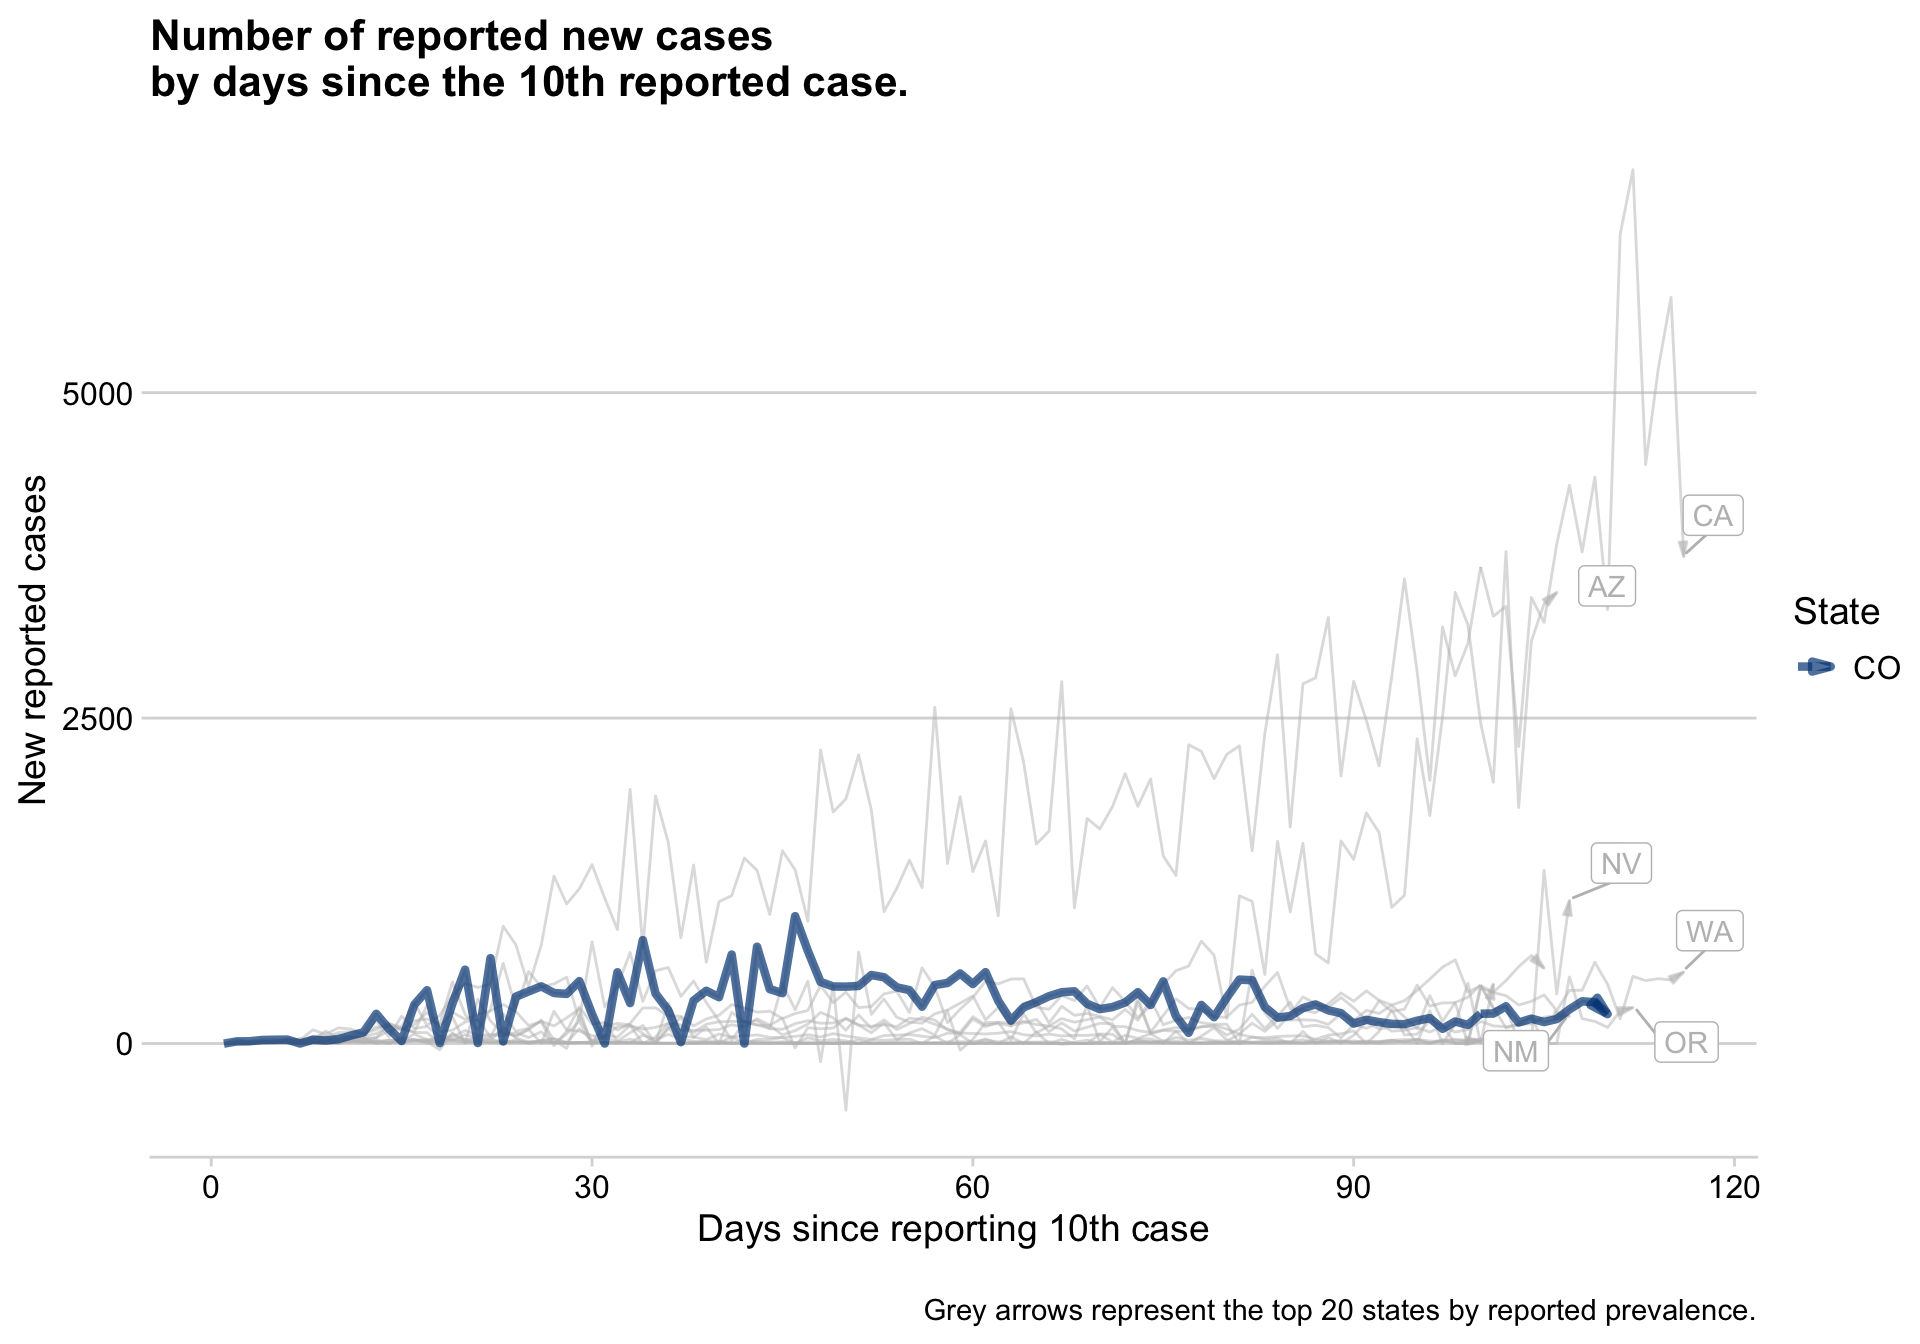 Number of reported new cases
by days since the 10th reported case.
New reported cases
5000
2500
0
CA
AZ
NV
WA
NM
OR
State
CO
0 30 60 90 120
Days since reporting 10th case
Grey arrows represent the top 20 states by reported prevalence.